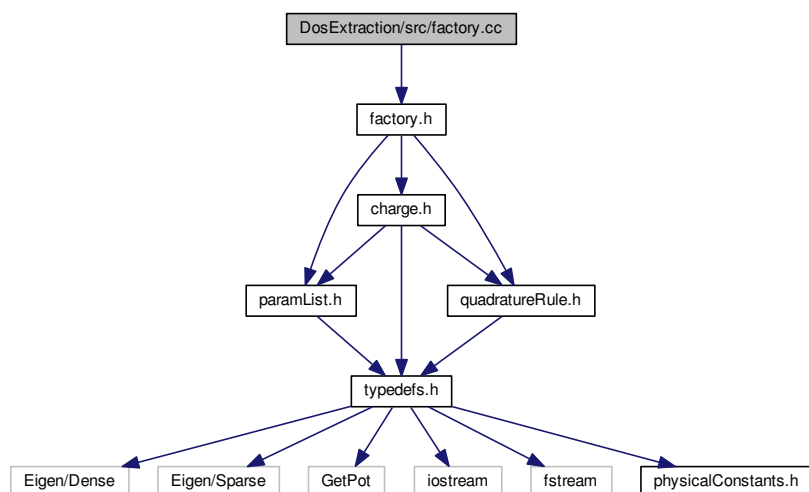 DosExtraction/src/factory.cc
factory.h
charge.h
paramList.h
quadratureRule.h
typedefs.h
Eigen/Dense
Eigen/Sparse
GetPot
iostream
fstream
physicalConstants.h